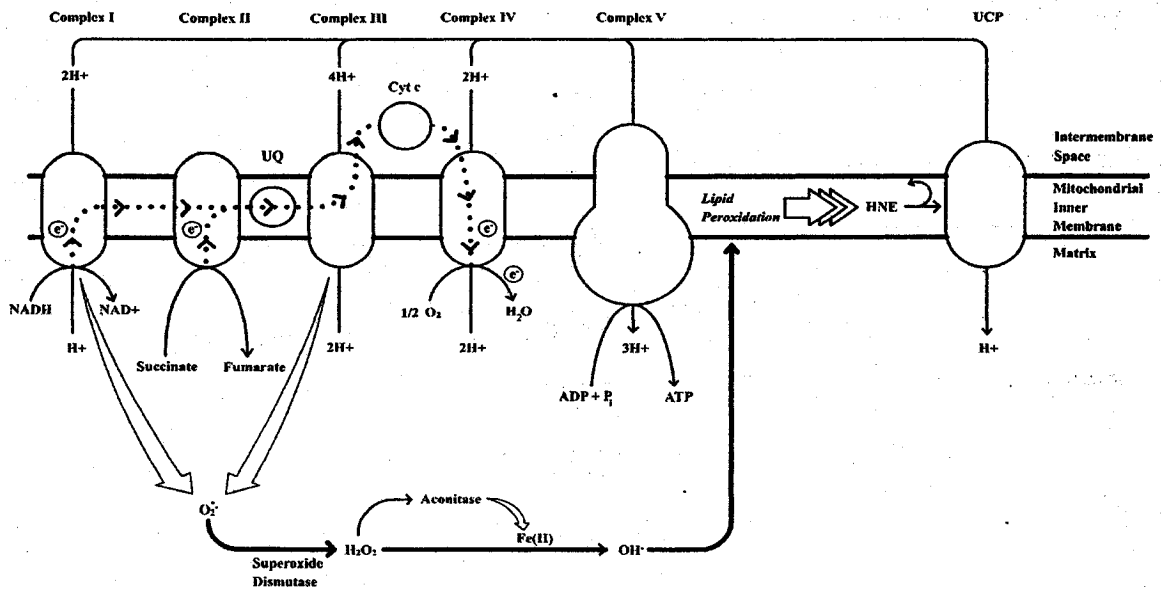 Complex I
Complex II
Complex III
Complex IV
Complex V
UCP
2H+
4H+
2H+
Cyt c
UQ
Intermembrane
Space
Lipid
Peroxidation
HNE
Mitochondrial
Inner
Membrane
Matrix
e-
e-
e-
e-
NADH
NAD+
1/2 O₂
H₂O
H+
2H+
2H+
3H+
H+
Succinate
Fumarate
ADP + Pi
ATP
O₂·-
Aconitase
Fe(II)
H₂O₂
OH·
Superoxide
Dismutase